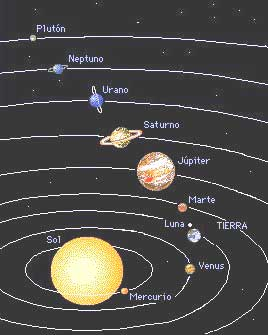 Plutón
Neptuno
Urano
Saturno
Júpiter
Marte
Luna
TIERRA
Sol
Venus
Mercurio